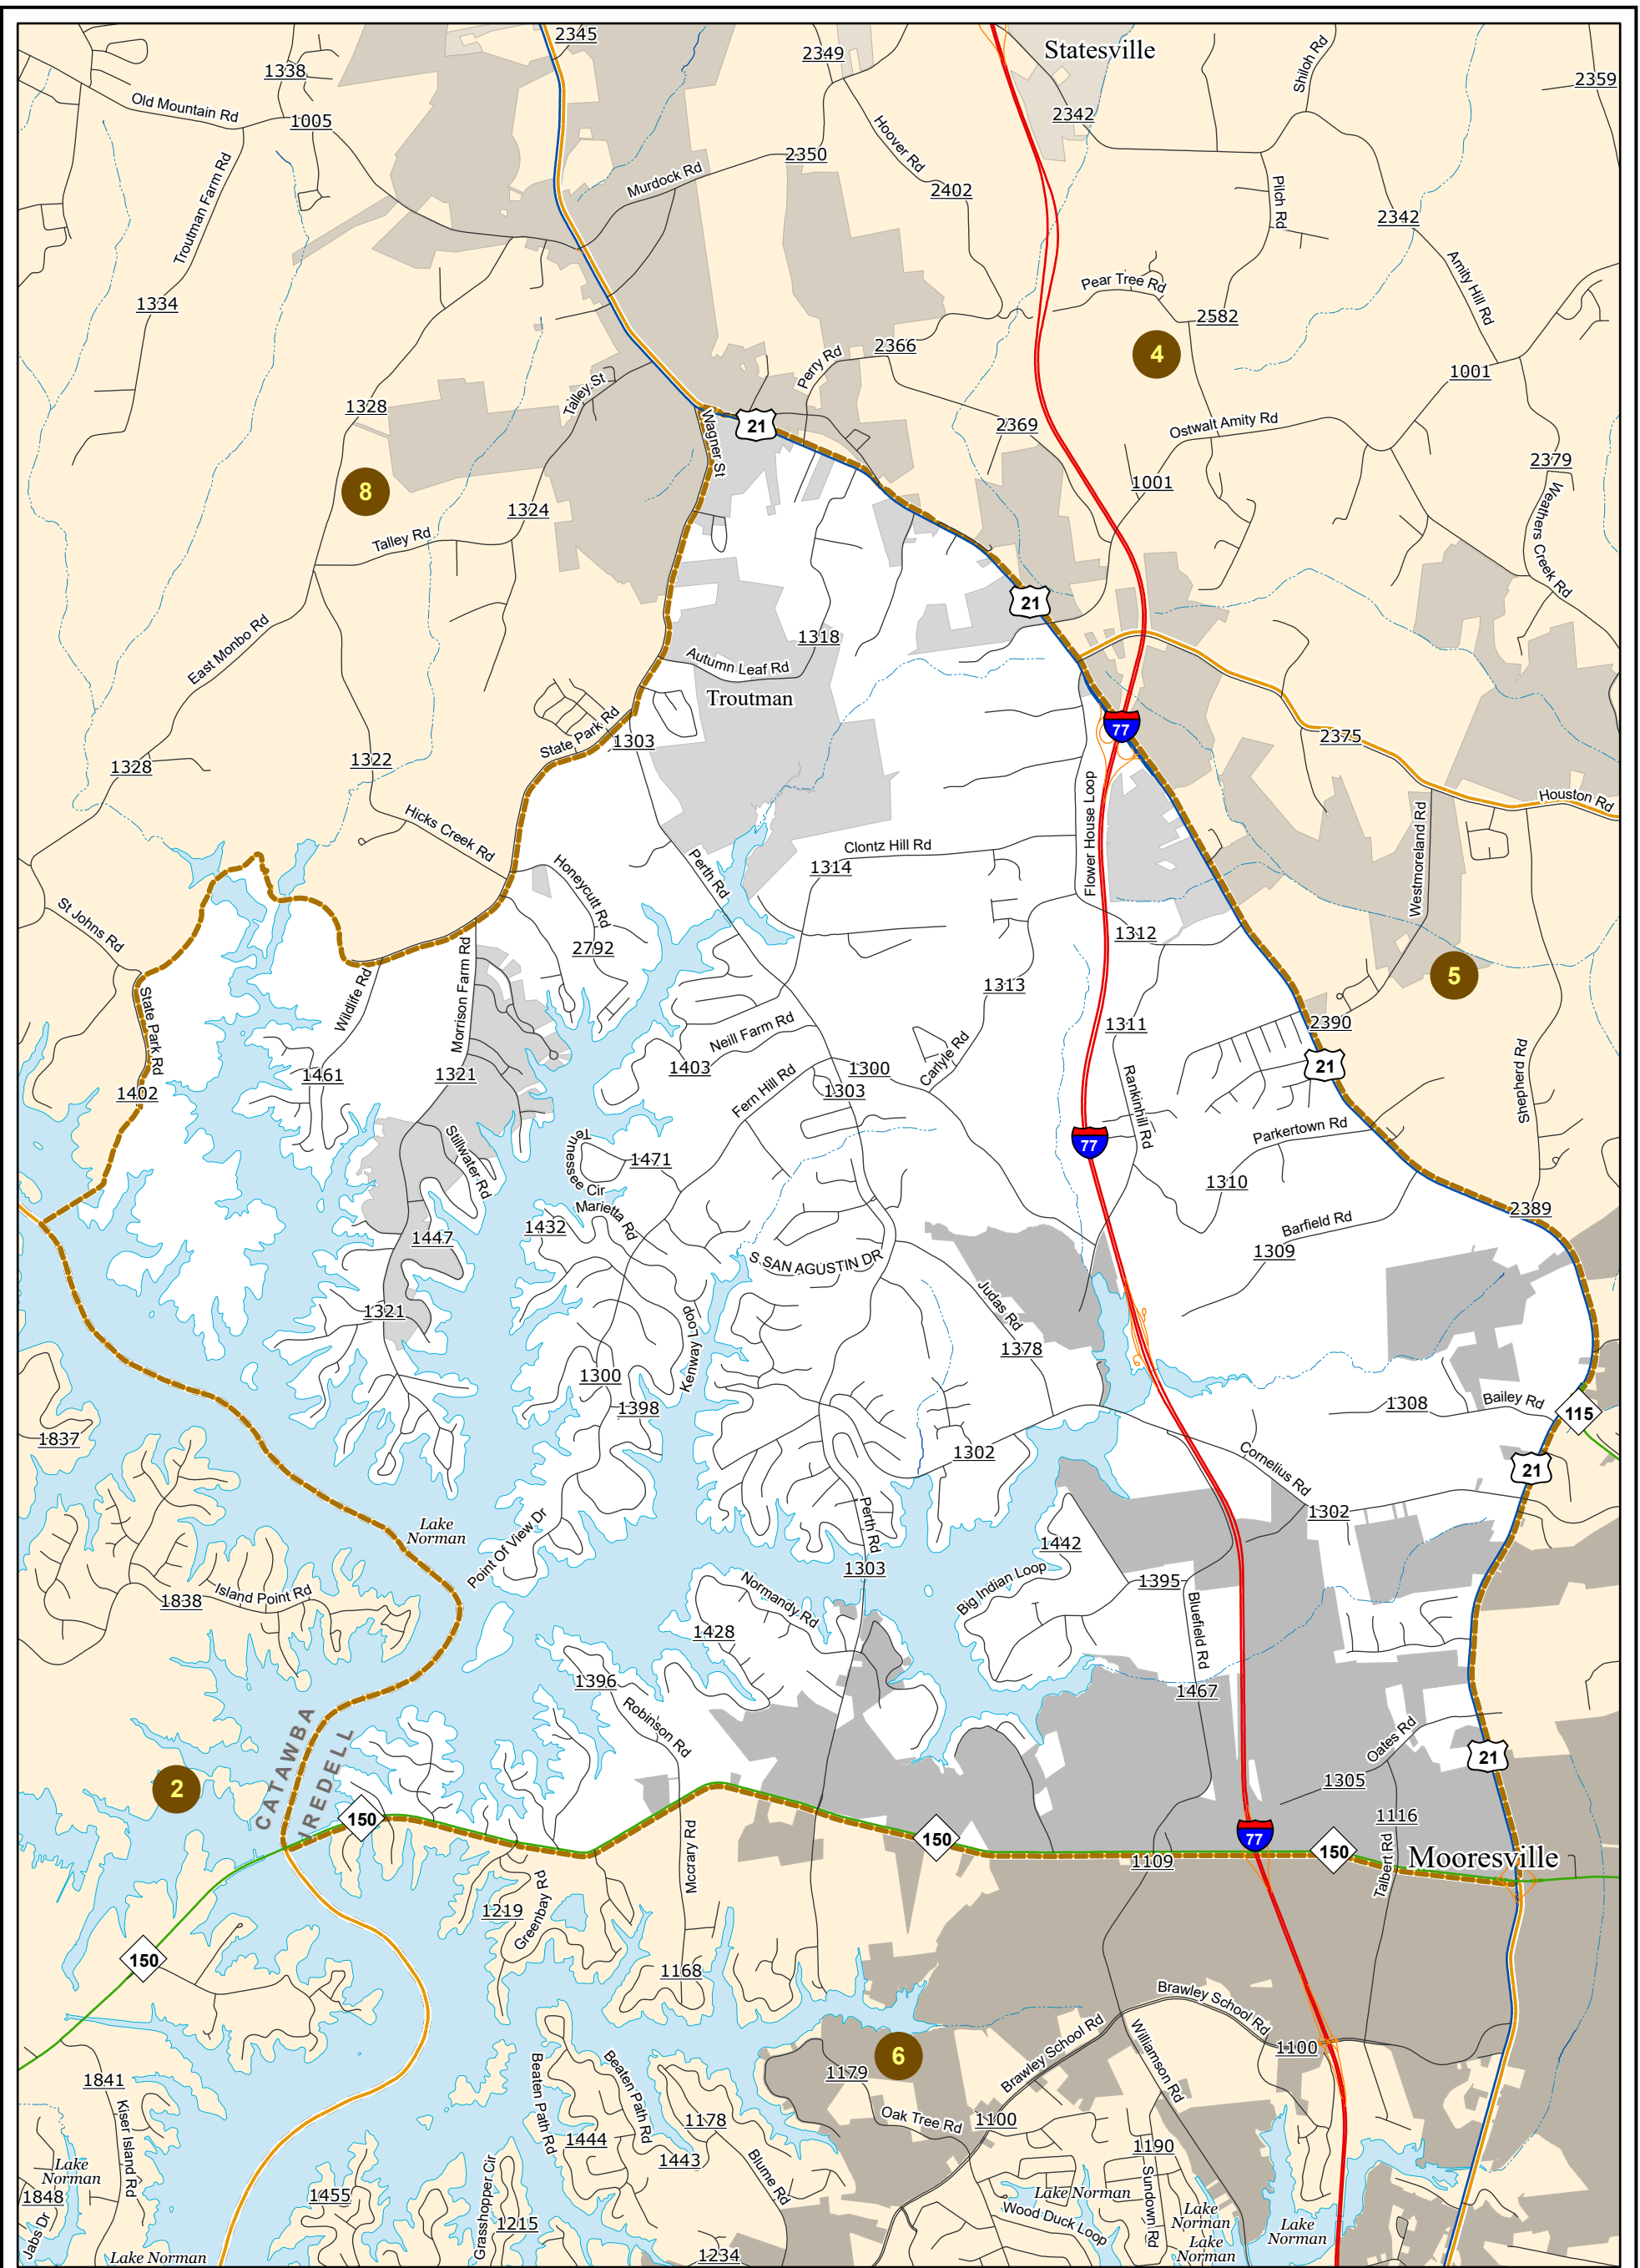 2345
Statesville
2349
Shiloh Rd
1338
2359
Old Mountain Rd
1005
2342
Hoover Rd
2350
Murdock Rd
2402
Troutman Farm Rd
Pilch Rd
2342
Amity Hill Rd
Pear Tree Rd
1334
2582
2366
4
Perry Rd
1001
Talley St
1328
21
Wagner St
2369
Ostwalt Amity Rd
2379
8
1001
1324
Weathers Creek Rd
Talley Rd
21
1318
East Monbo Rd
Autumn Leaf Rd
Troutman
State Park Rd
77
1303
2375
1322
1328
Flower House Loop
Houston Rd
Hicks Creek Rd
Clontz Hill Rd
Westmoreland Rd
Perth Rd
1314
Honeycutt Rd
St Johns Rd
1312
2792
5
Morrison Farm Rd
1313
Wildlife Rd
State Park Rd
2390
1311
Neill Farm Rd
21
1403
1300
Carlyle Rd
1461
1321
1303
Shepherd Rd
1402
Fern Hill Rd
Rankinhill Rd
Parkertown Rd
77
Tennessee Cir
Stillwater Rd
1471
1310
Marietta Rd
2389
1432
Barfield Rd
1447
1309
S SAN AGUSTIN DR
Judas Rd
1321
Kenway Loop
1378
1300
1308
Bailey Rd
115
1398
1837
1302
Cornelius Rd
21
Lake
Norman
Perth Rd
1302
Point Of View Dr
1442
1303
Big Indian Loop
1395
Island Point Rd
1838
Normandy Rd
Bluefield Rd
1428
1396
1467
Robinson Rd
CATAWBA
IREDELL
Oates Rd
21
2
1305
150
1116
150
77
150
Mooresville
1109
Mccrary Rd
Talbert Rd
1219
Greenbay Rd
150
1168
Brawley School Rd
Brawley School Rd
Williamson Rd
1100
6
1179
1841
Beaten Path Rd
Beaten Path Rd
Oak Tree Rd
1100
1178
Kiser Island Rd
1444
1443
1190
Lake
Norman
Blume Rd
Sundown Rd
Grasshopper Cir
Lake Norman
1848
1455
Wood Duck Loop
Lake
Norman
Lake
Norman
Jabs Dr
1215
Lake
Norman
Lake Norman
1234